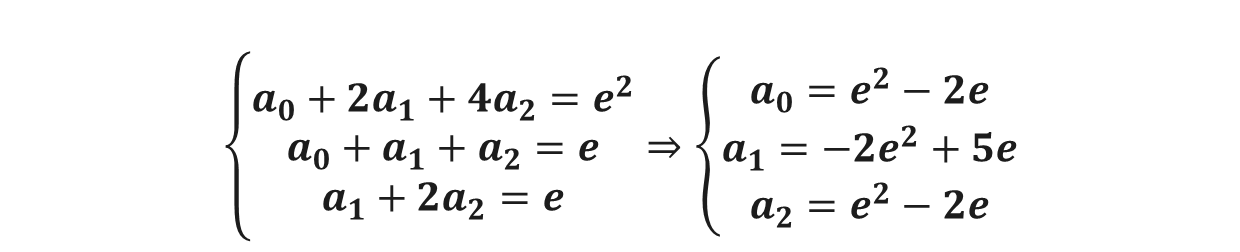 { a₀ + 2a₁ + 4a₂ = e²
a₀ + a₁ + a₂ = e
a₁ + 2a₂ = e
⇒ { a₀ = e² − 2e
a₁ = −2e² + 5e
a₂ = e² − 2e